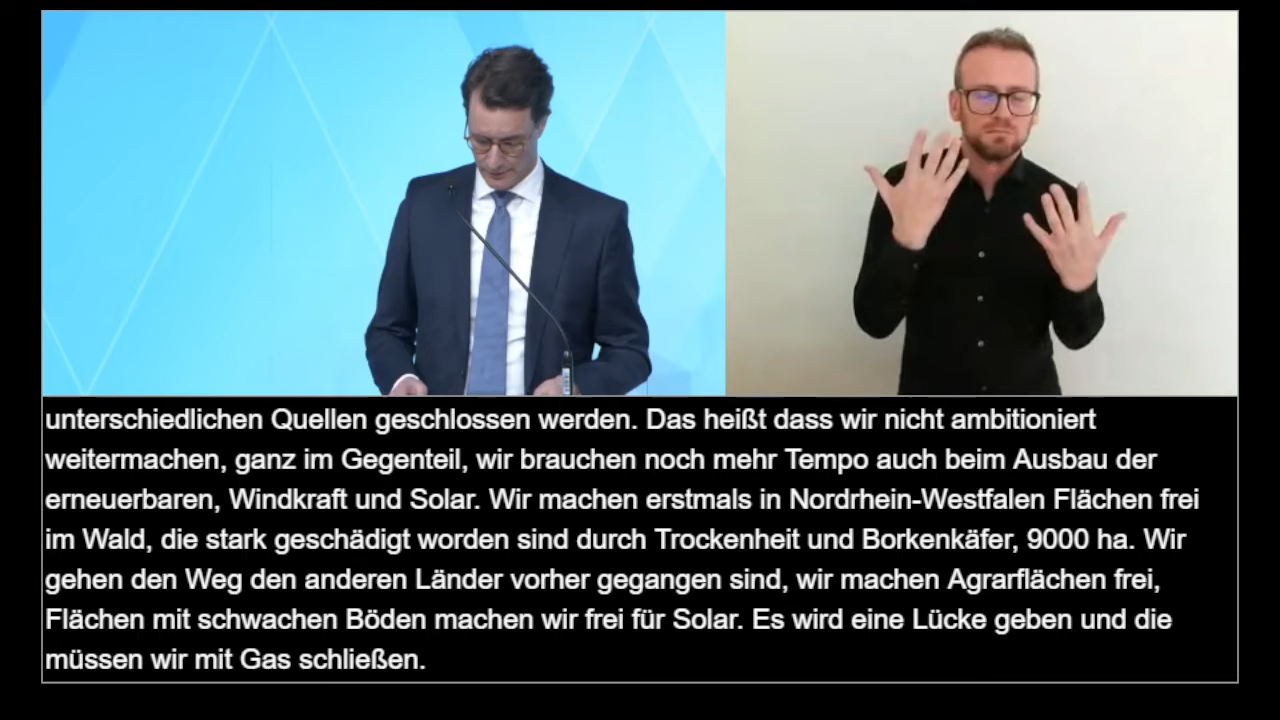 unterschiedlichen Quellen geschlossen werden. Das heißt dass wir nicht ambitioniert
weitermachen, ganz im Gegenteil, wir brauchen noch mehr Tempo auch beim Ausbau der
erneuerbaren, Windkraft und Solar. Wir machen erstmals in Nordrhein-Westfalen Flächen frei
im Wald, die stark geschädigt worden sind durch Trockenheit und Borkenkäfer, 9000 ha. Wir
gehen den Weg den anderen Länder vorher gegangen sind, wir machen Agrarflächen frei,
Flächen mit schwachen Böden machen wir frei für Solar. Es wird eine Lücke geben und die
müssen wir mit Gas schließen.